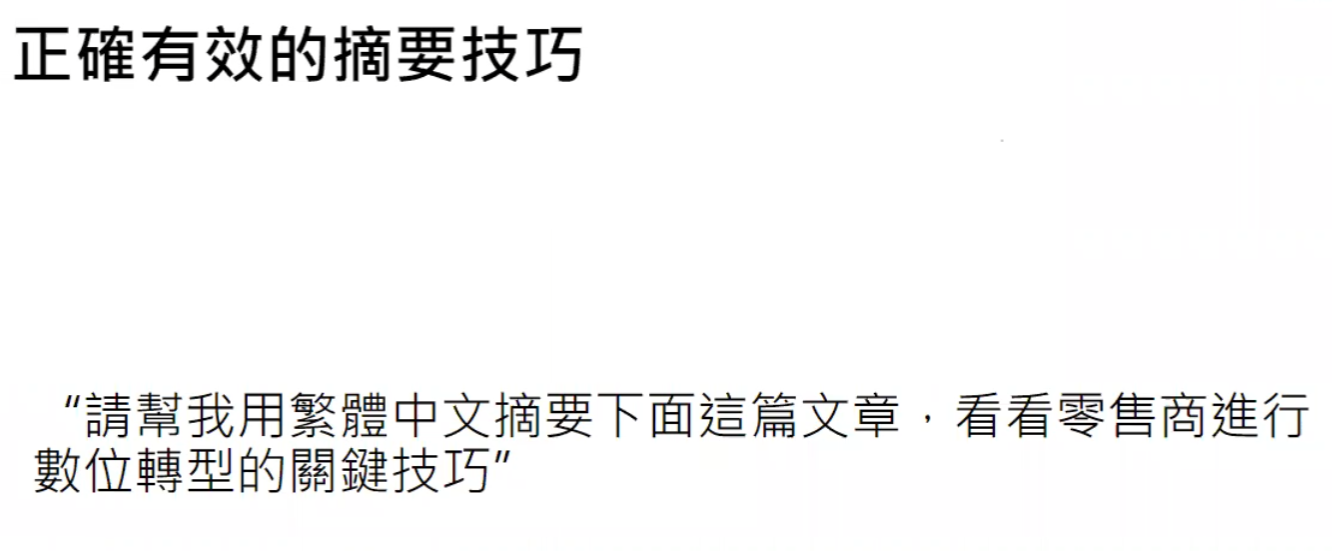 正確有效的摘要技巧
“請幫我用繁體中文摘要下面這篇文章，看看零售商進行
數位轉型的關鍵技巧”